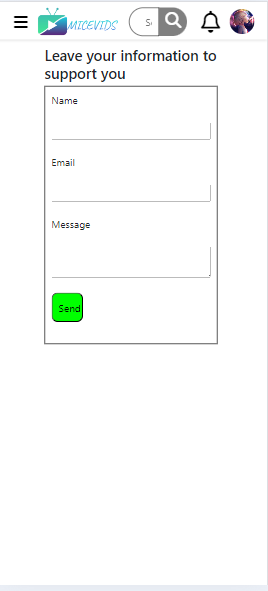 MICEVIDS
Leave your information to
support you
Name
Email
Message
Send